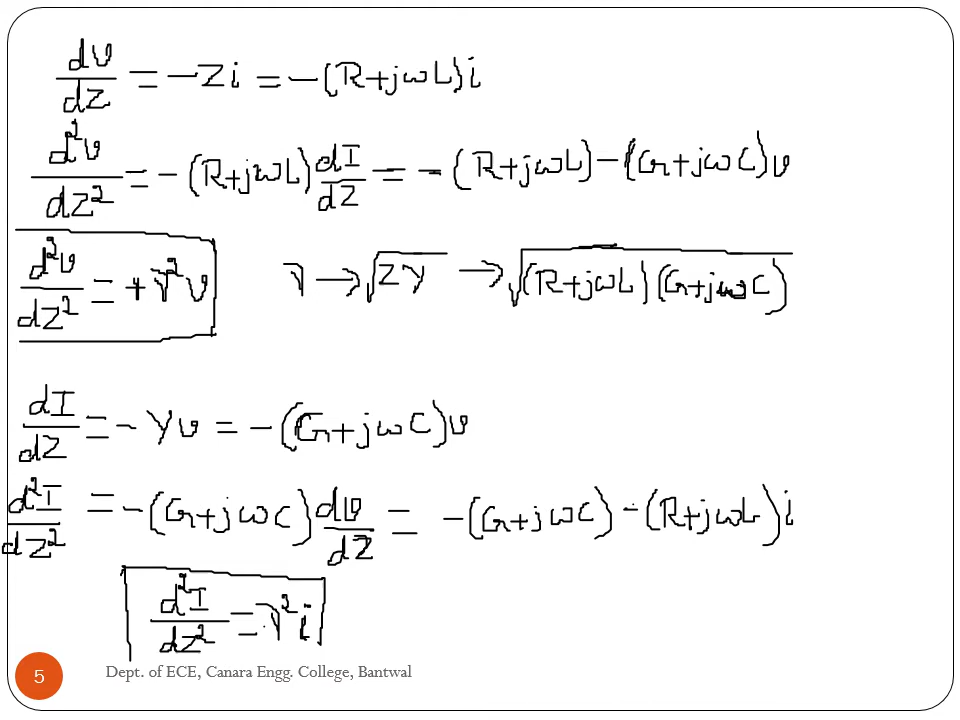 dv/dz = -Zi = -(R+jωL)i
d²v/dz² = -(R+jωL) dI/dz = -(R+jωL) -(G+jωC)v
d²v/dz² = +γ²v γ → √ZY → √(R+jωL)(G+jωC)
dI/dz = -Yv = -(G+jωC)v
d²I/dz² = -(G+jωC) dv/dz = -(G+jωC) -(R+jωL)i
d²I/dz² = γ²i
5 Dept. of ECE, Canara Engg. College, Bantwal